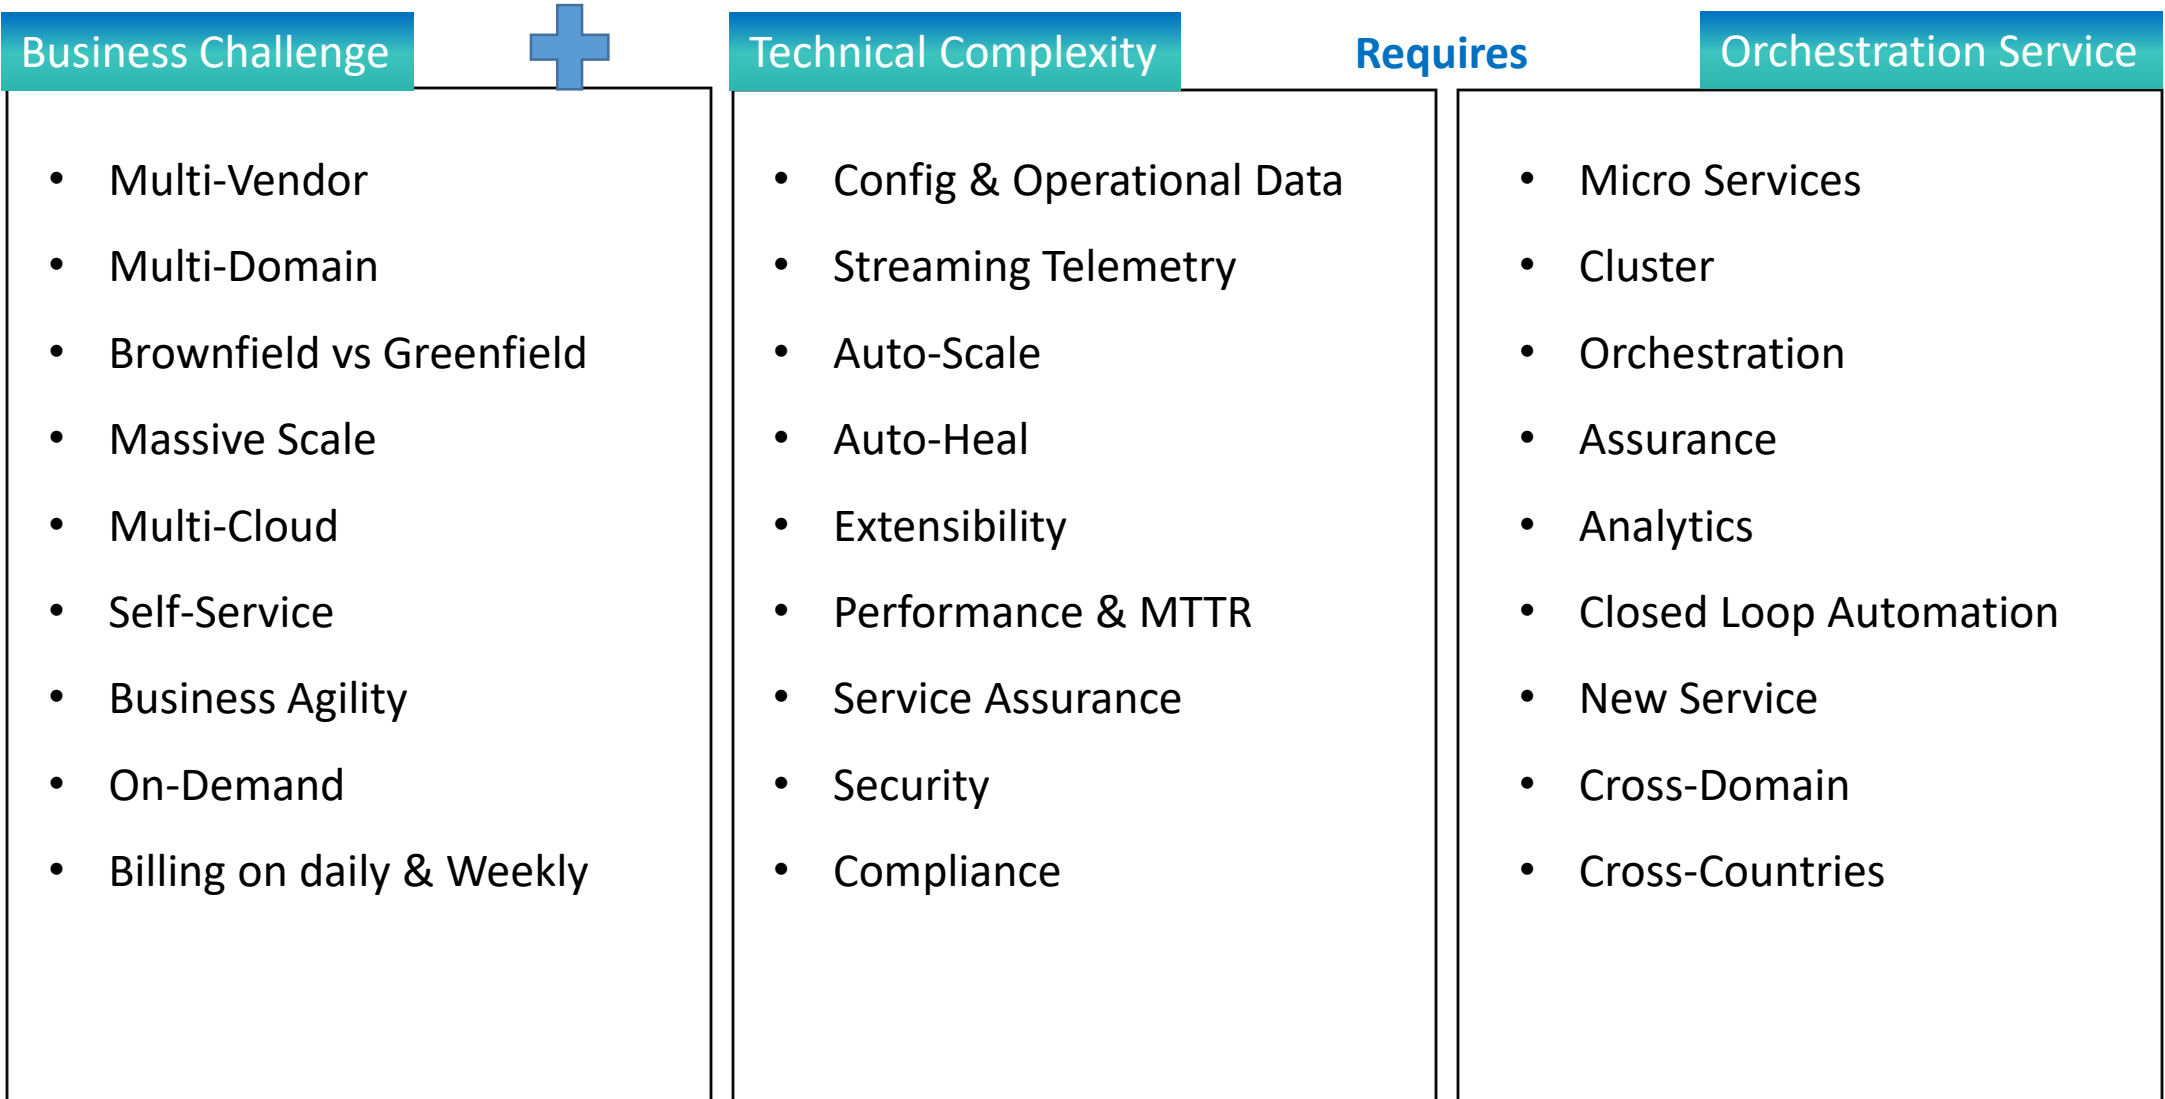 Business Challenge
Technical Complexity
Requires
Orchestration Service
• Multi-Vendor
• Multi-Domain
• Brownfield vs Greenfield
• Massive Scale
• Multi-Cloud
• Self-Service
• Business Agility
• On-Demand
• Billing on daily & Weekly
• Config & Operational Data
• Streaming Telemetry
• Auto-Scale
• Auto-Heal
• Extensibility
• Performance & MTTR
• Service Assurance
• Security
• Compliance
• Micro Services
• Cluster
• Orchestration
• Assurance
• Analytics
• Closed Loop Automation
• New Service
• Cross-Domain
• Cross-Countries